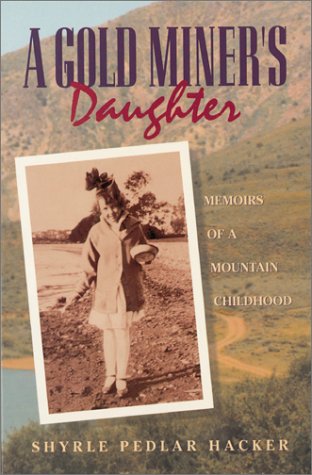 A GOLD MINER'S
Daughter
MEMOIRS
OF A
MOUNTAIN
CHILDHOOD
SHYRLE PEDLAR HACKER